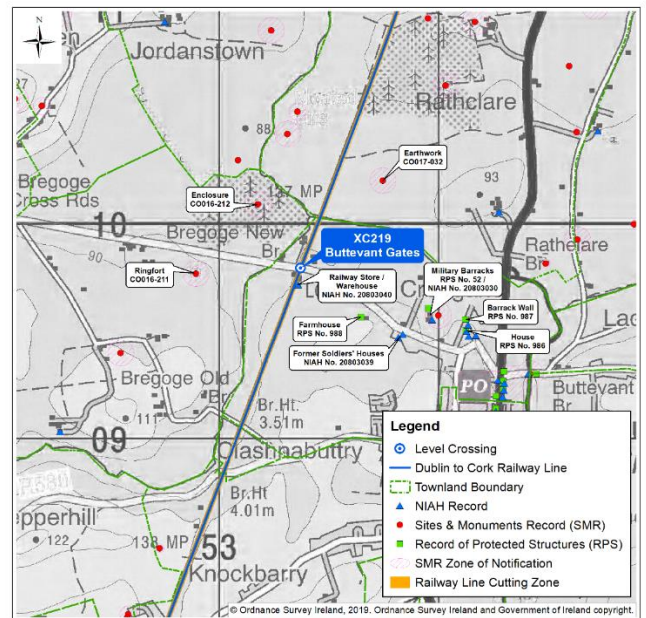 N
Jordanstown
Rathclare
88
137 MP
93
Earthwork
CO017-032
Enclosure
CO016-212
Bregoge
Cross Rds
10
Bregoge New
Br
XC219
Buttevant Gates
90
Rathclare
Br
Ringfort
CO016-211
Railway Store /
Warehouse
NIAH No. 20803040
Military Barracks
RPS No. 52 /
NIAH No. 20803030
Barrack Wall
RPS No. 987
Farmhouse
RPS No. 988
House
RPS No. 986
Former Soldiers' Houses
NIAH No. 20803039
Bregoge Old
Br
PO
Buttevant
Br
111
Br.Ht.
3.51m
09
Clashnabuttry
Br.Ht
4.01m
epperhill
122
138 MP
53
Knockbarry
Legend
Level Crossing
Dublin to Cork Railway Line
Townland Boundary
NIAH Record
Sites & Monuments Record (SMR)
Record of Protected Structures (RPS)
SMR Zone of Notification
Railway Line Cutting Zone
© Ordnance Survey Ireland, 2019. Ordnance Survey Ireland and Government of Ireland copyright.